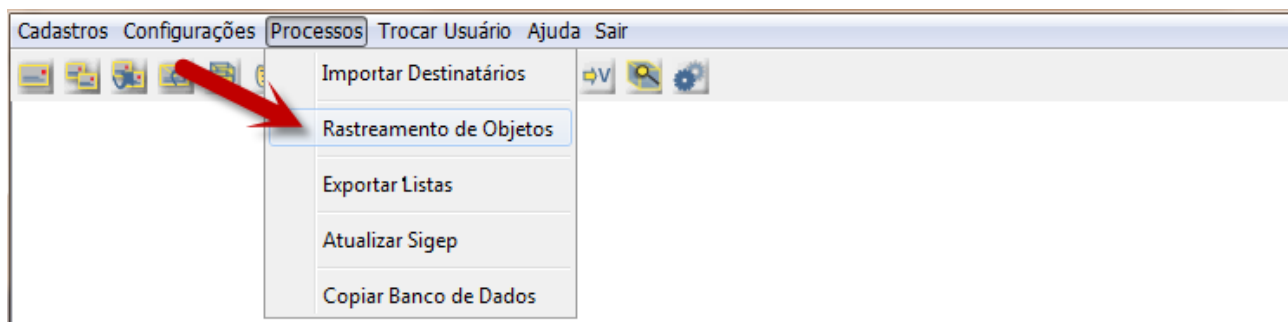 Cadastros Configurações Processos Trocar Usuário Ajuda Sair
Importar Destinatários
V
Rastreamento de Objetos
Exportar Listas
Atualizar Sigep
Copiar Banco de Dados